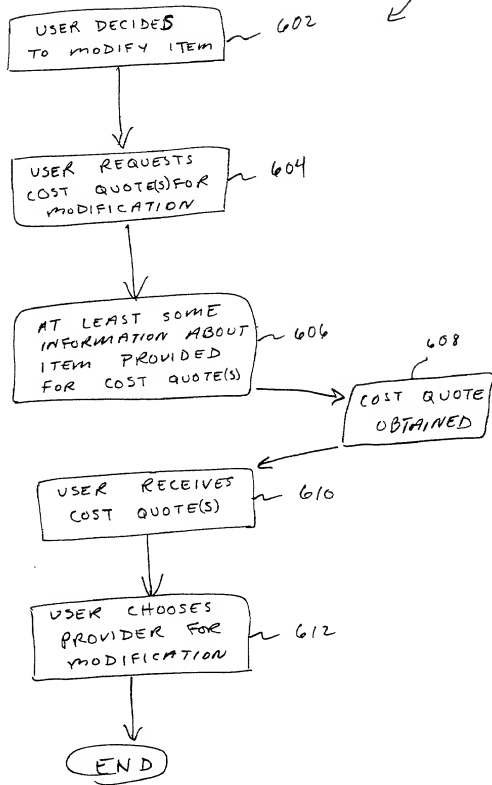 USER DECIDES
TO MODIFY ITEM
602
USER REQUESTS
COST QUOTE(S) FOR
MODIFICATION
604
AT LEAST SOME
INFORMATION ABOUT
ITEM PROVIDED
FOR COST QUOTE(S)
606
608
COST QUOTE
OBTAINED
USER RECEIVES
COST QUOTE(S)
610
USER CHOOSES
PROVIDER FOR
MODIFICATION
612
END